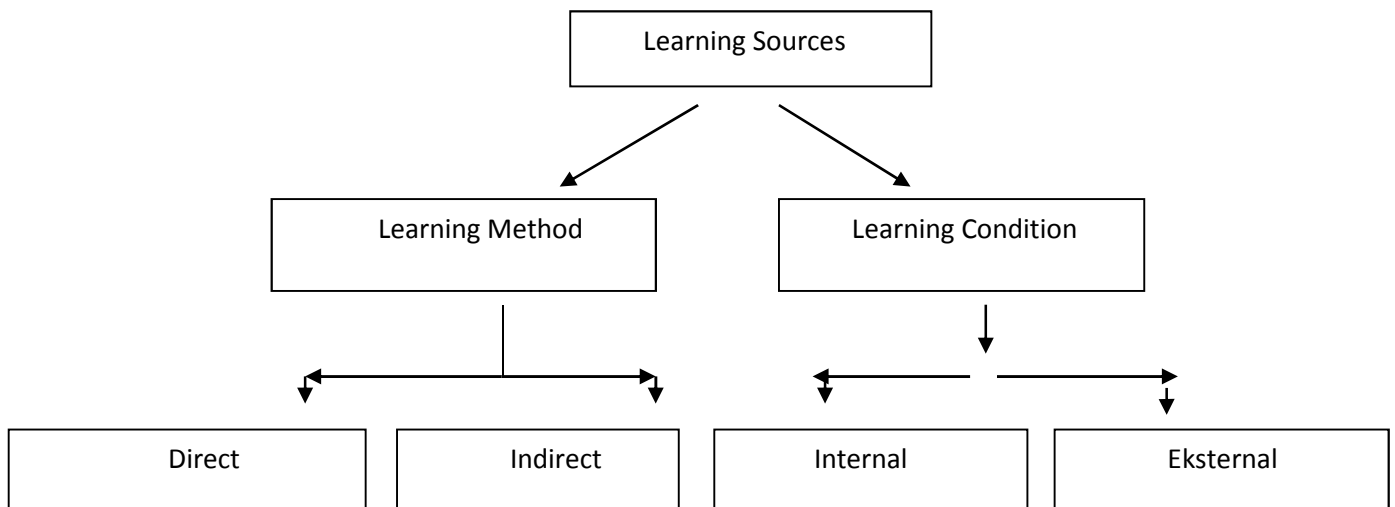 Learning Sources
Learning Method
Learning Condition
Direct
Indirect
Internal
Eksternal